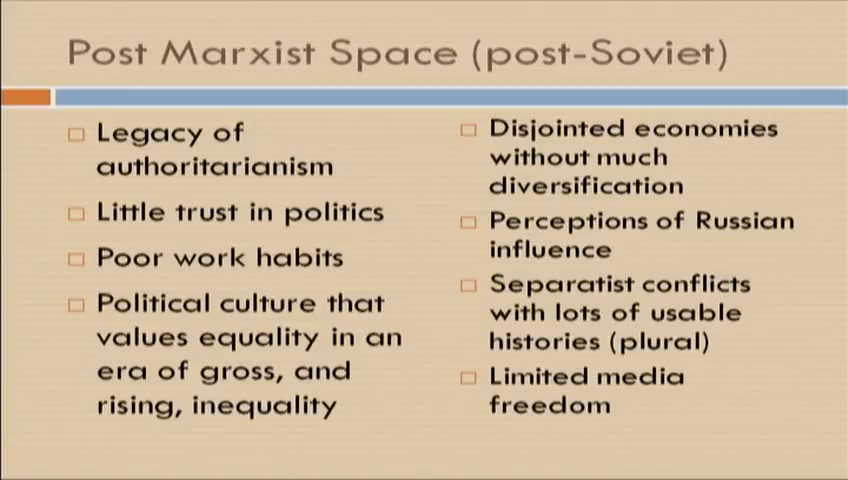 Post Marxist Space (post-Soviet)
Legacy of
authoritarianism
Little trust in politics
Poor work habits
Political culture that
values equality in an
era of gross, and
rising, inequality
Disjointed economies
without much
diversification
Perceptions of Russian
influence
Separatist conflicts
with lots of usable
histories (plural)
Limited media
freedom